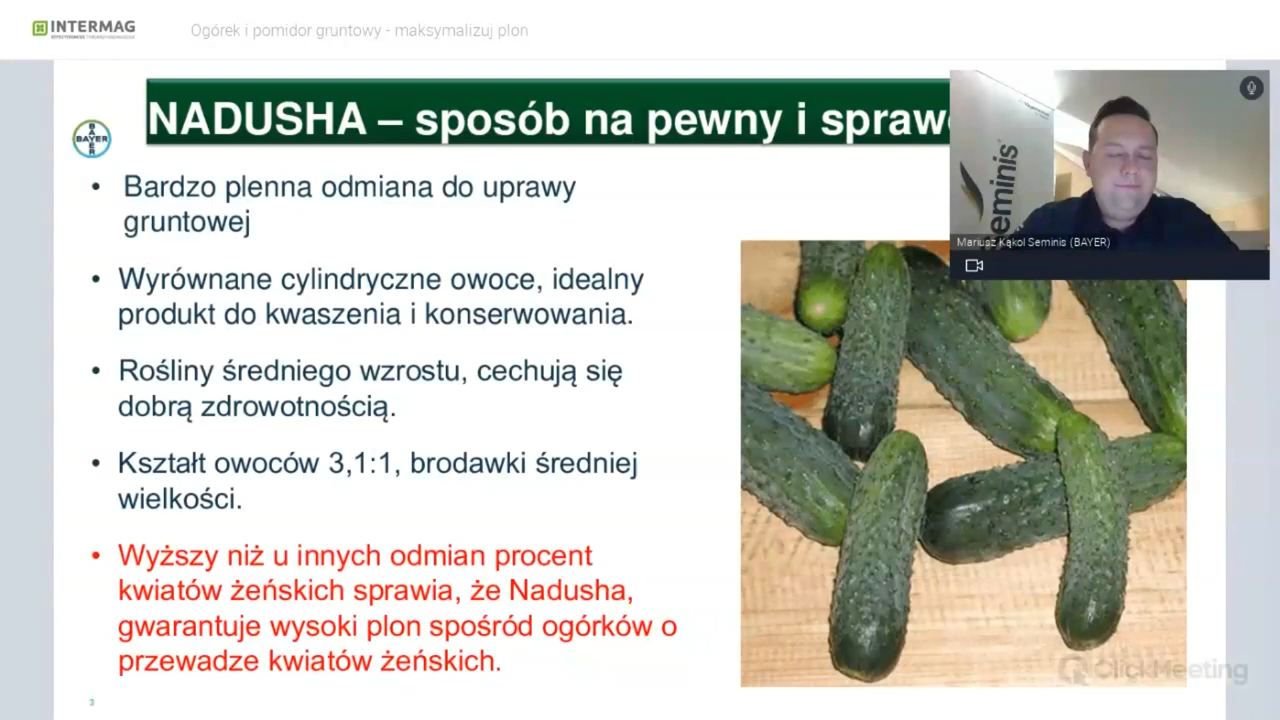 INTERMAG
Ogórek i pomidor gruntowy - maksymalizuj plon
NADUSHA – sposób na pewny i spraw
BAYER
BAYER
eminis
Mariusz Kąkol Seminis (BAYER)
• Bardzo plenna odmiana do uprawy
gruntowej
• Wyrównane cylindryczne owoce, idealny
produkt do kwaszenia i konserwowania.
• Rośliny średniego wzrostu, cechują się
dobrą zdrowotnością.
• Kształt owoców 3,1:1, brodawki średniej
wielkości.
• Wyższy niż u innych odmian procent
kwiatów żeńskich sprawia, że Nadusha,
gwarantuje wysoki plon spośród ogórków o
przewadze kwiatów żeńskich.
ClickMeeting
3